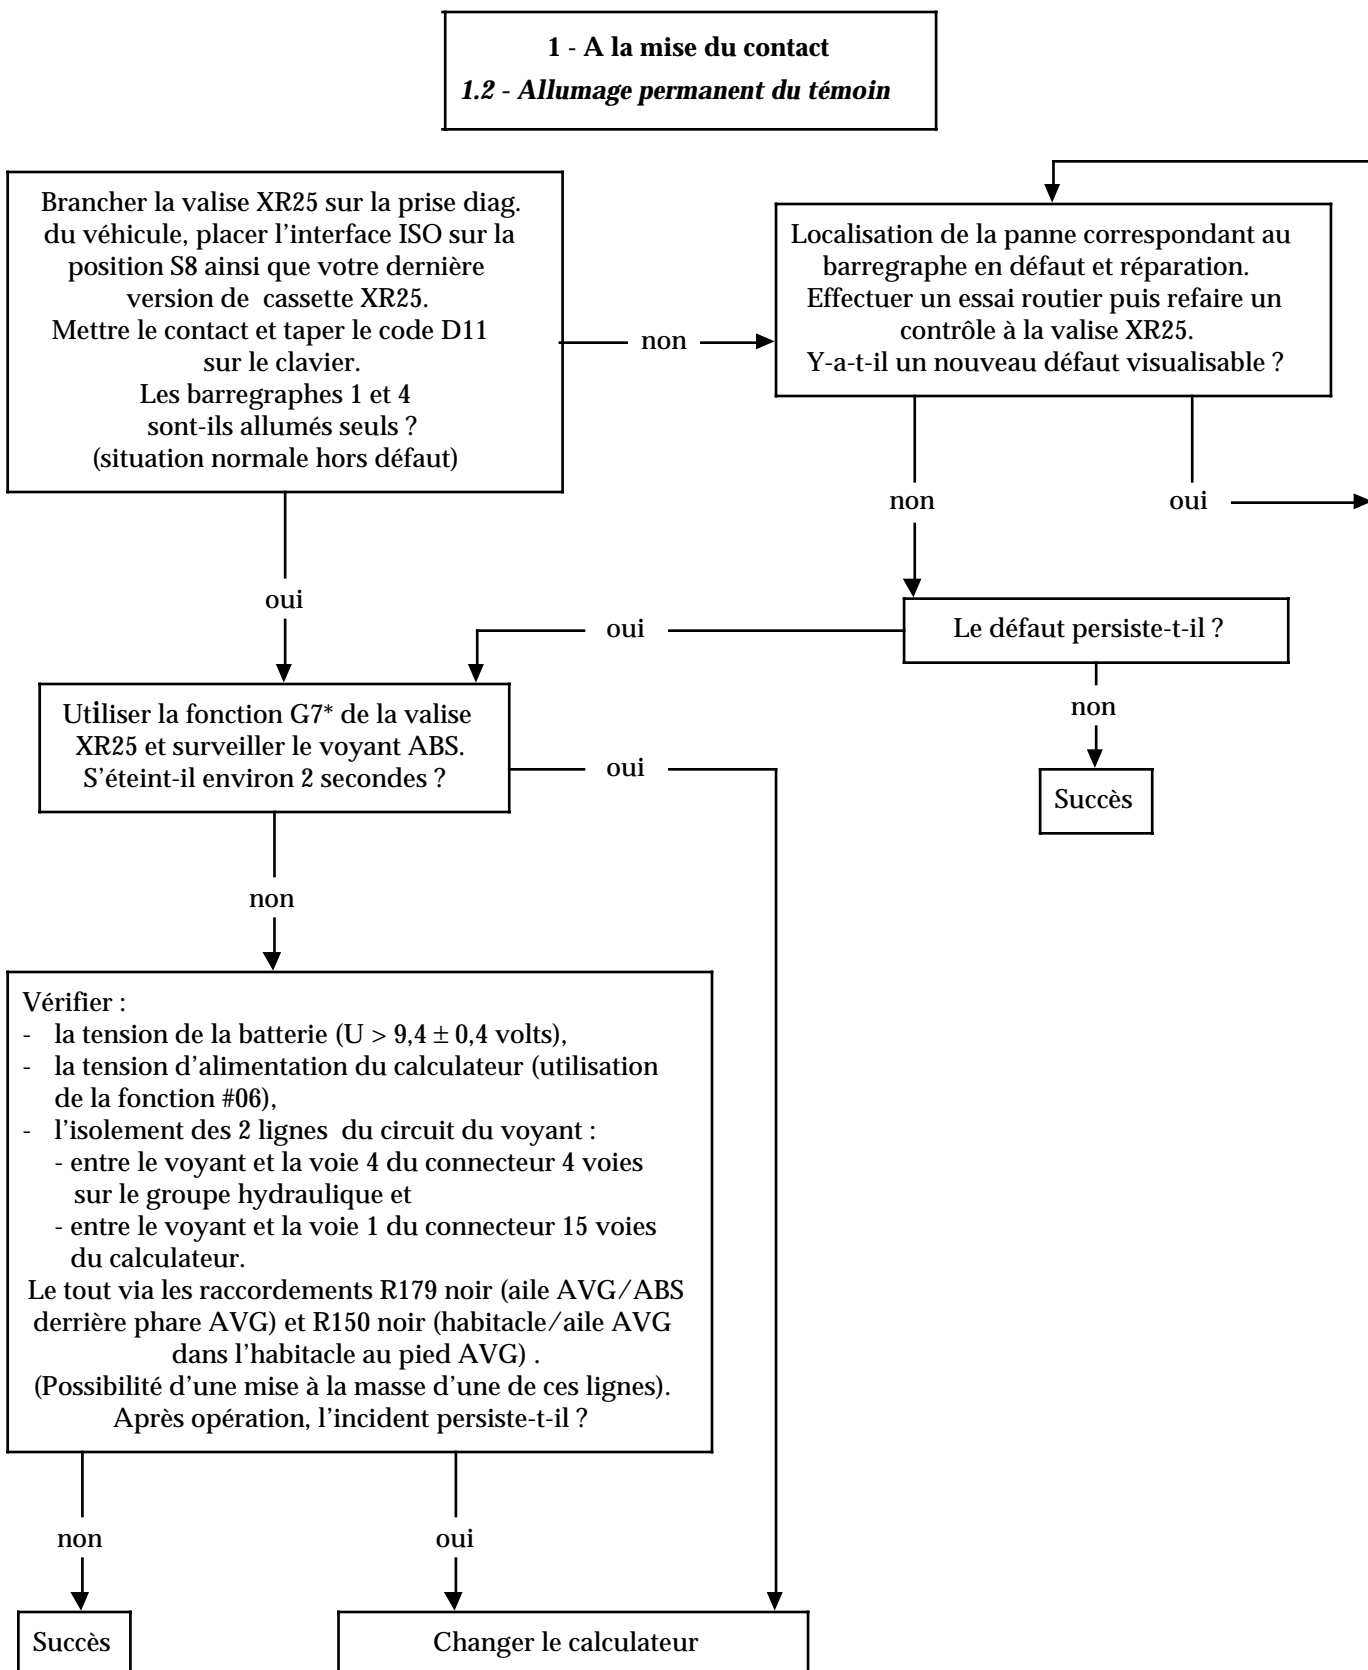 1 - A la mise du contact
1.2 - Allumage permanent du témoin
Brancher la valise XR25 sur la prise diag.
du véhicule, placer l’interface ISO sur la
position S8 ainsi que votre dernière
version de cassette XR25.
Mettre le contact et taper le code D11
sur le clavier.
Les barregraphes 1 et 4
sont-ils allumés seuls ?
(situation normale hors défaut)
non
Localisation de la panne correspondant au
barregraphe en défaut et réparation.
Effectuer un essai routier puis refaire un
contrôle à la valise XR25.
Y-a-t-il un nouveau défaut visualisable ?
non
oui
oui
oui
Le défaut persiste-t-il ?
non
Succès
Utiliser la fonction G7* de la valise
XR25 et surveiller le voyant ABS.
S’éteint-il environ 2 secondes ?
oui
non
Vérifier :
- la tension de la batterie (U > 9,4 ± 0,4 volts),
- la tension d’alimentation du calculateur (utilisation
de la fonction #06),
- l’isolement des 2 lignes du circuit du voyant :
- entre le voyant et la voie 4 du connecteur 4 voies
sur le groupe hydraulique et
- entre le voyant et la voie 1 du connecteur 15 voies
du calculateur.
Le tout via les raccordements R179 noir (aile AVG/ABS
derrière phare AVG) et R150 noir (habitacle/aile AVG
dans l’habitacle au pied AVG) .
(Possibilité d’une mise à la masse d’une de ces lignes).
Après opération, l’incident persiste-t-il ?
non
oui
Succès
Changer le calculateur